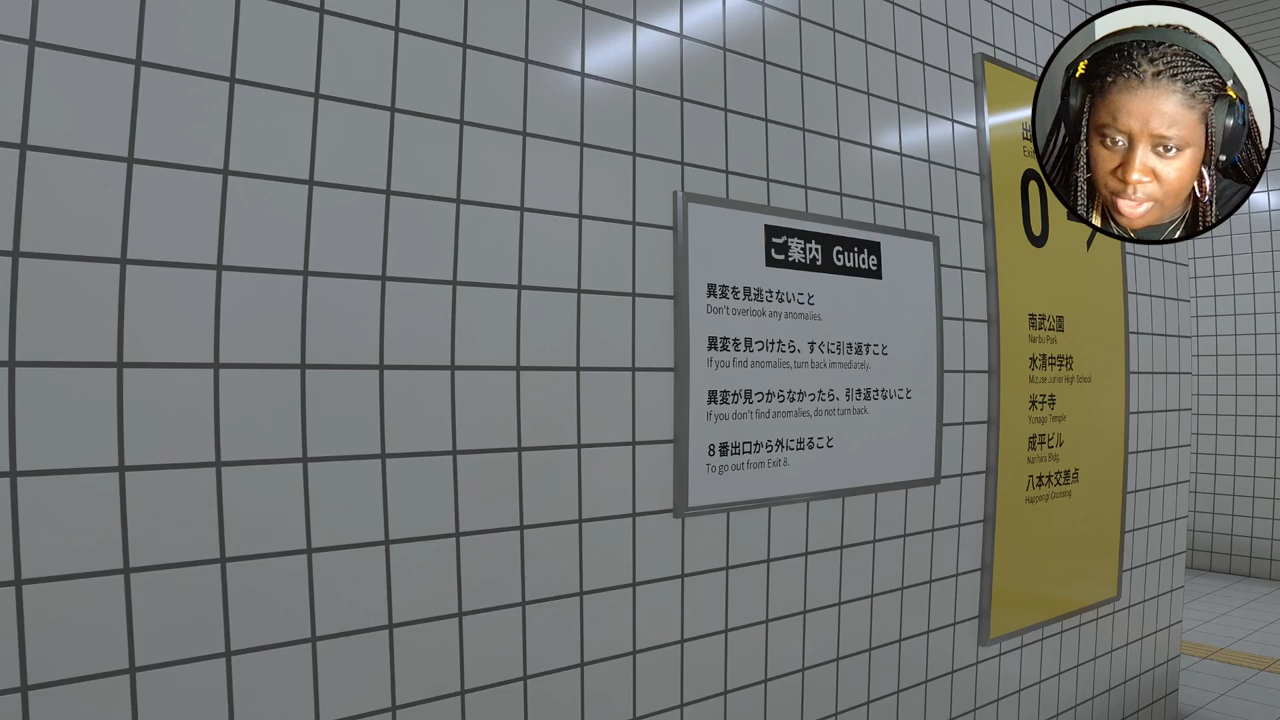 ご案内 Guide
異変を見逃さないこと
Don't overlook any anomalies.
異変を見つけたら、すぐに引き返すこと
If you find anomalies, turn back immediately.
異変が見つからなかったら、引き返さないこと
If you don't find anomalies, do not turn back.
8番出口から外に出ること
To go out from Exit 8.
出
Exit
0
南武公園
Nanbu Park
水清中学校
Mizuse Junior High School
米子寺
Yonago Temple
成平ビル
Narihira Bldg.
八本木交差点
Happongi Crossing